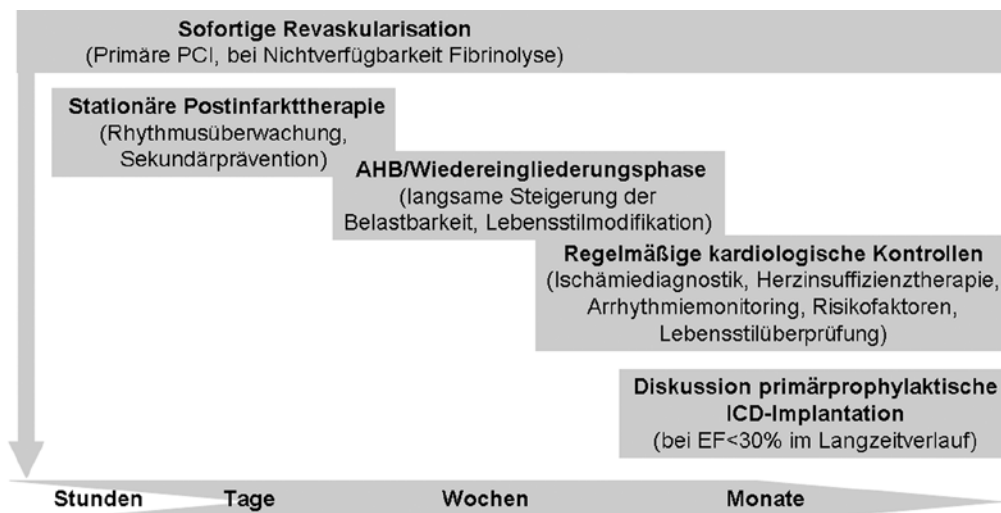 Sofortige Revaskularisation
(Primäre PCI, bei Nichtverfügbarkeit Fibrinolyse)
Stationäre Postinfarkttherapie
(Rhythmusüberwachung,
Sekundärprävention)
AHB/Wiedereingliederungsphase
(langsame Steigerung der
Belastbarkeit, Lebensstilmodifikation)
Regelmäßige kardiologische Kontrollen
(Ischämiediagnostik, Herzinsuffizienztherapie,
Arrhythmiemonitoring, Risikofaktoren,
Lebensstilüberprüfung)
Diskussion primärprophylaktische
ICD-Implantation
(bei EF<30% im Langzeitverlauf)
Stunden Tage Wochen Monate